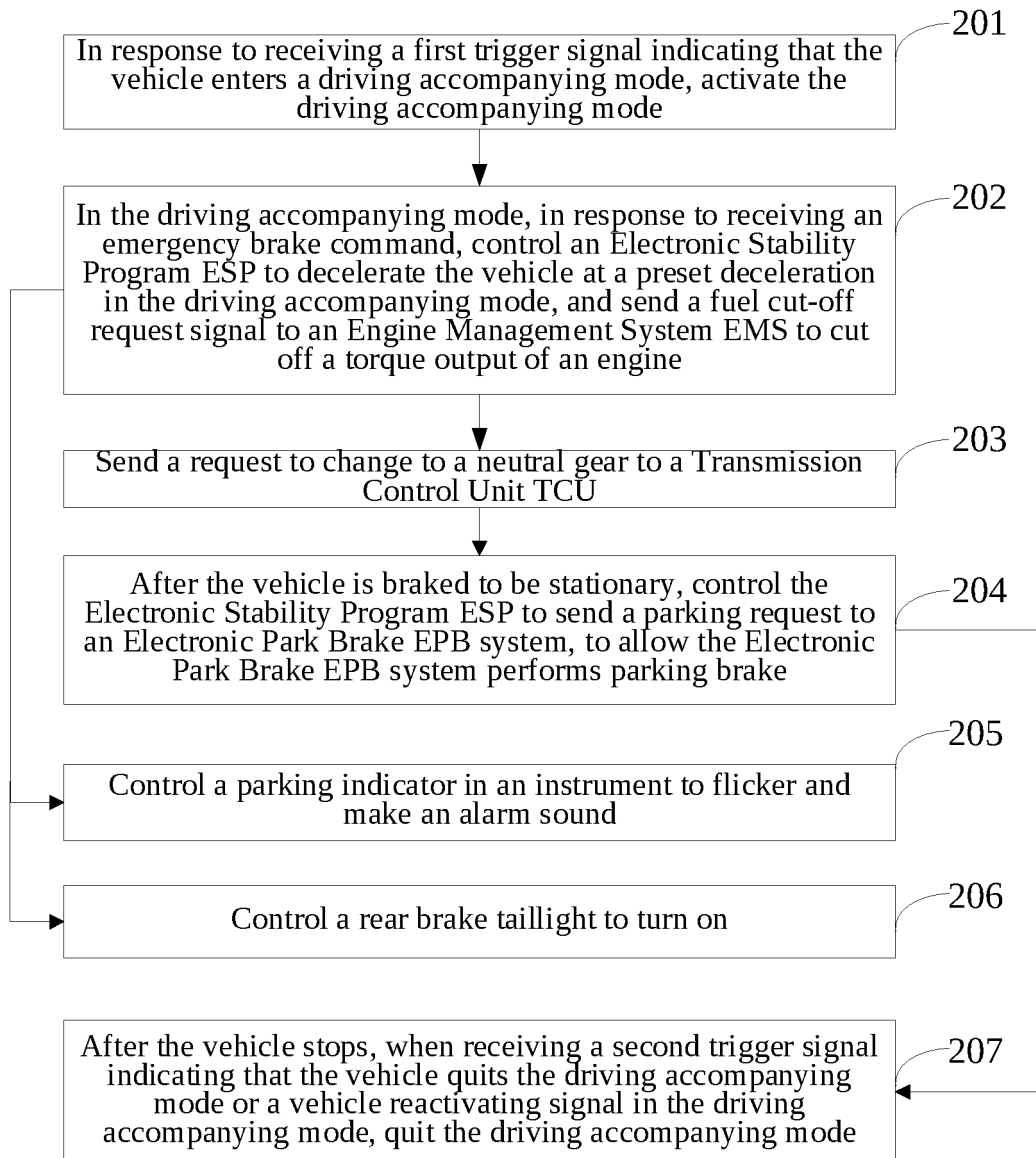 201
In response to receiving a first trigger signal indicating that the
vehicle enters a driving accompanying mode, activate the
driving accompanying mode
202
In the driving accompanying mode, in response to receiving an
emergency brake command, control an Electronic Stability
Program ESP to decelerate the vehicle at a preset deceleration
in the driving accompanying mode, and send a fuel cut-off
request signal to an Engine Management System EMS to cut
off a torque output of an engine
203
Send a request to change to a neutral gear to a Transmission
Control Unit TCU
204
After the vehicle is braked to be stationary, control the
Electronic Stability Program ESP to send a parking request to
an Electronic Park Brake EPB system, to allow the Electronic
Park Brake EPB system performs parking brake
205
Control a parking indicator in an instrument to flicker and
make an alarm sound
206
Control a rear brake taillight to turn on
207
After the vehicle stops, when receiving a second trigger signal
indicating that the vehicle quits the driving accompanying
mode or a vehicle reactivating signal in the driving
accompanying mode, quit the driving accompanying mode